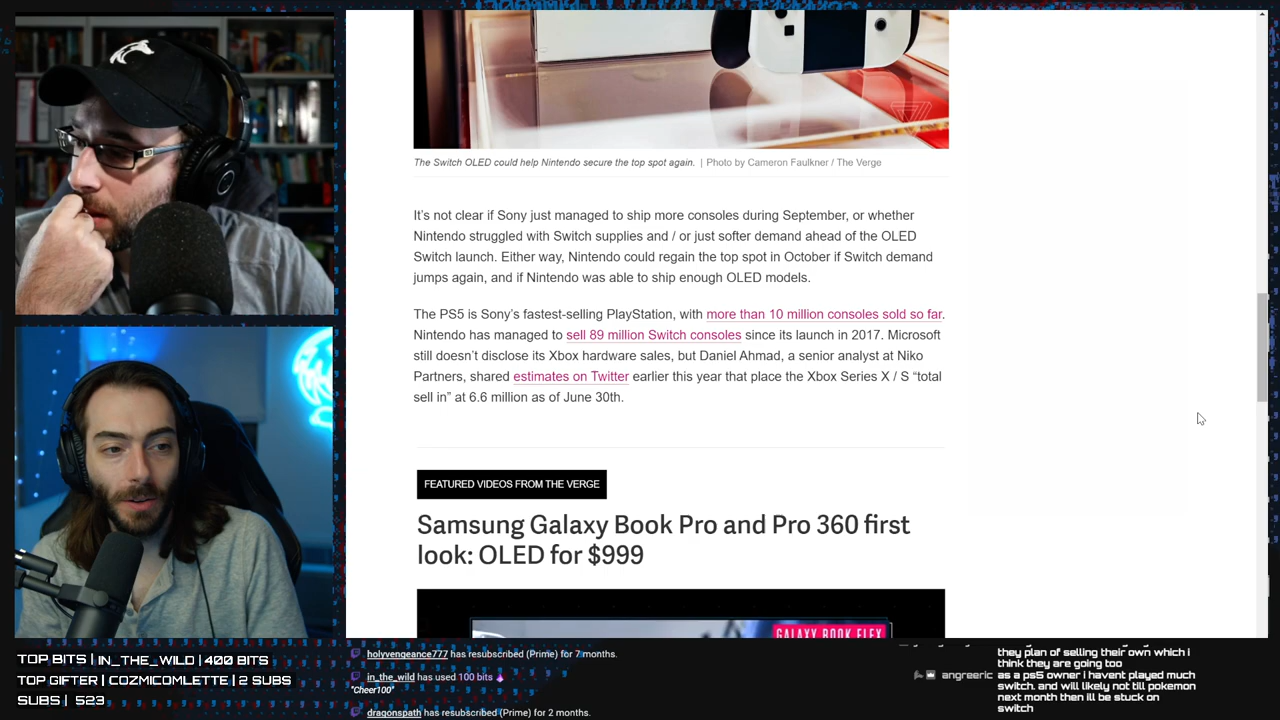 The Switch OLED could help Nintendo secure the top spot again. | Photo by Cameron Faulkner / The Verge
It's not clear if Sony just managed to ship more consoles during September, or whether
Nintendo struggled with Switch supplies and / or just softer demand ahead of the OLED
Switch launch. Either way, Nintendo could regain the top spot in October if Switch demand
jumps again, and if Nintendo was able to ship enough OLED models.
The PS5 is Sony's fastest-selling PlayStation, with more than 10 million consoles sold so far.
Nintendo has managed to sell 89 million Switch consoles since its launch in 2017. Microsoft
still doesn't disclose its Xbox hardware sales, but Daniel Ahmad, a senior analyst at Niko
Partners, shared estimates on Twitter earlier this year that place the Xbox Series X / S “total
sell in” at 6.6 million as of June 30th.
FEATURED VIDEOS FROM THE VERGE
Samsung Galaxy Book Pro and Pro 360 first
look: OLED for $999
GALAXY BOOK FLEX
TOP BITS | IN_THE_WILD | 400 BITS
TOP GIFTER | COZMICOMLETTE | 2 SUBS
SUBS | 523
holyvengeance777 has resubscribed (Prime) for 7 months.
in_the_wild has used 100 bits
"Cheer100"
dragonspath has resubscribed (Prime) for 2 months.
they plan of selling their own which i
think they are going too
angreeric as a ps5 owner i havent played much
switch. and will likely not till pokemon
next month then ill be stuck on
switch